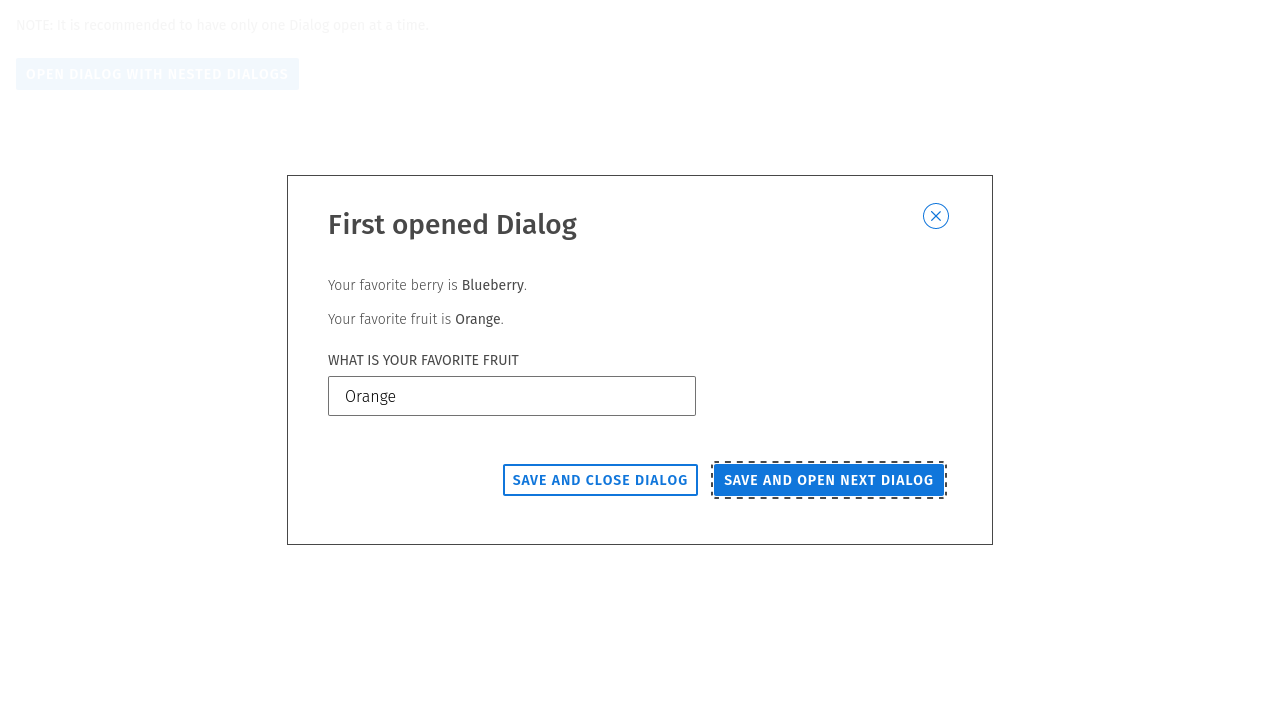 NOTE: It is recommended to have only one Dialog open at a time.
OPEN DIALOG WITH NESTED DIALOGS
First opened Dialog
Your favorite berry is Blueberry.
Your favorite fruit is Orange.
WHAT IS YOUR FAVORITE FRUIT
Orange
SAVE AND CLOSE DIALOG
SAVE AND OPEN NEXT DIALOG